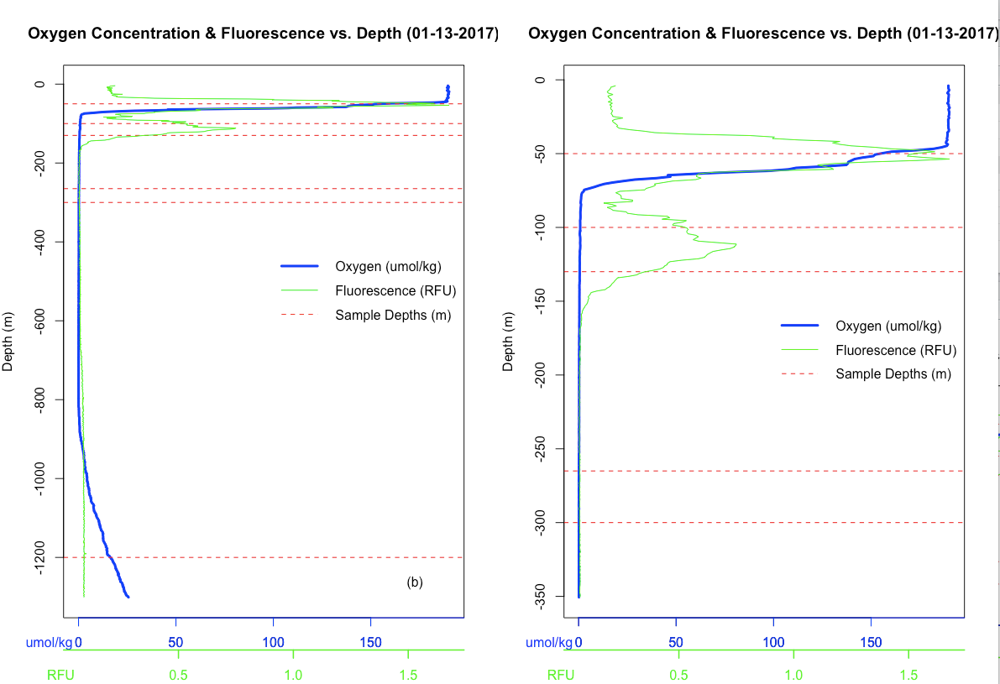 Oxygen Concentration & Fluorescence vs. Depth (01-13-2017)
0
-200
-400
-600
-800
-1000
-1200
Depth (m)
Oxygen (umol/kg)
Fluorescence (RFU)
Sample Depths (m)
(b)
umol/kg 0 50 100 150
RFU 0.5 1.0 1.5
Oxygen Concentration & Fluorescence vs. Depth (01-13-2017)
0
-50
-100
-150
-200
-250
-300
-350
Depth (m)
Oxygen (umol/kg)
Fluorescence (RFU)
Sample Depths (m)
umol/kg 0 50 100 150
RFU 0.5 1.0 1.5